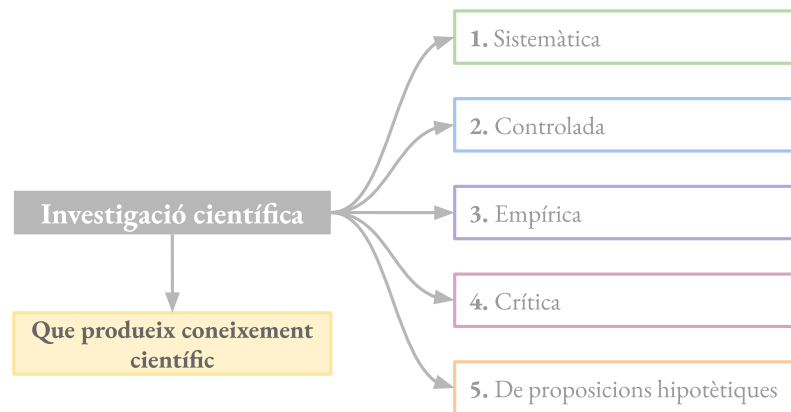 1. Sistemàtica
2. Controlada
Investigació científica
3. Empírica
4. Crítica
Que produeix coneixement
científic
5. De proposicions hipotètiques